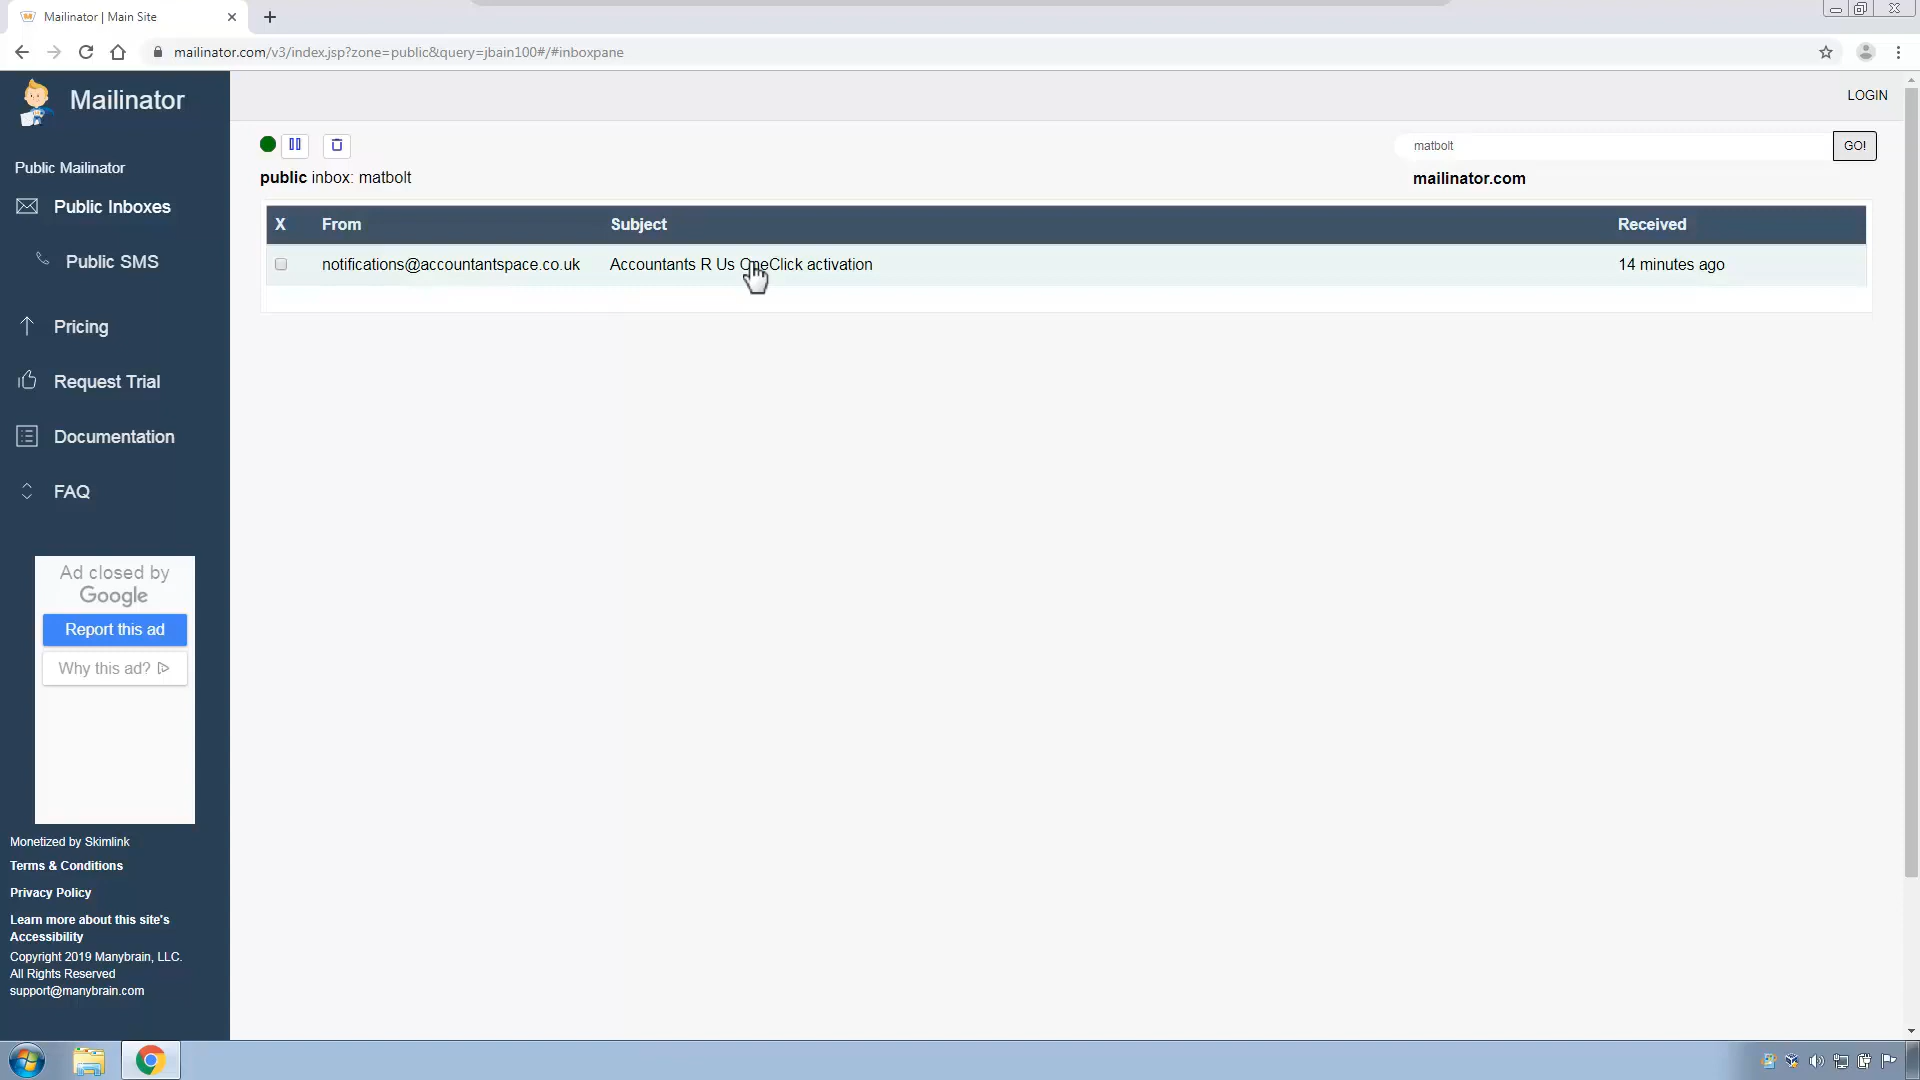 Mailinator | Main Site
mailinator.com/v3/index.jsp?zone=public&query=jbain100#/#inboxpane
Mailinator
LOGIN
Public Mailinator
Public Inboxes
Public SMS
Pricing
Request Trial
Documentation
FAQ
matbolt
GO!
public inbox: matbolt
mailinator.com
X From Subject Received
notifications@accountantspace.co.uk Accountants R Us OneClick activation 14 minutes ago
Ad closed by
Google
Report this ad
Why this ad?
Monetized by Skimlink
Terms & Conditions
Privacy Policy
Learn more about this site's
Accessibility
Copyright 2019 Manybrain, LLC.
All Rights Reserved
support@manybrain.com